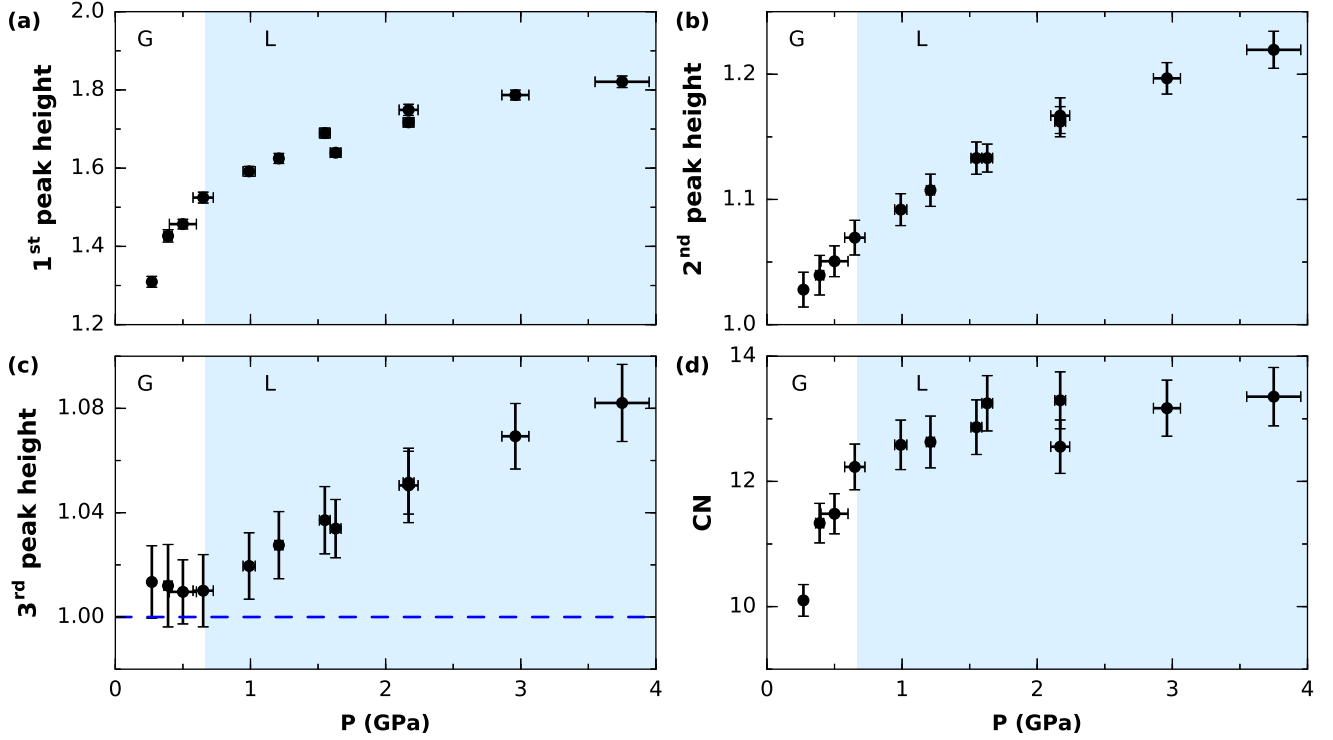 (a)
G
L
2.0
1.8
1.6
1.4
1.2
1st peak height
(b)
G
L
1.2
1.1
1.0
2nd peak height
(c)
G
L
1.08
1.04
1.00
3rd peak height
0 1 2 3 4
P (GPa)
(d)
G
L
14
12
10
CN
0 1 2 3 4
P (GPa)